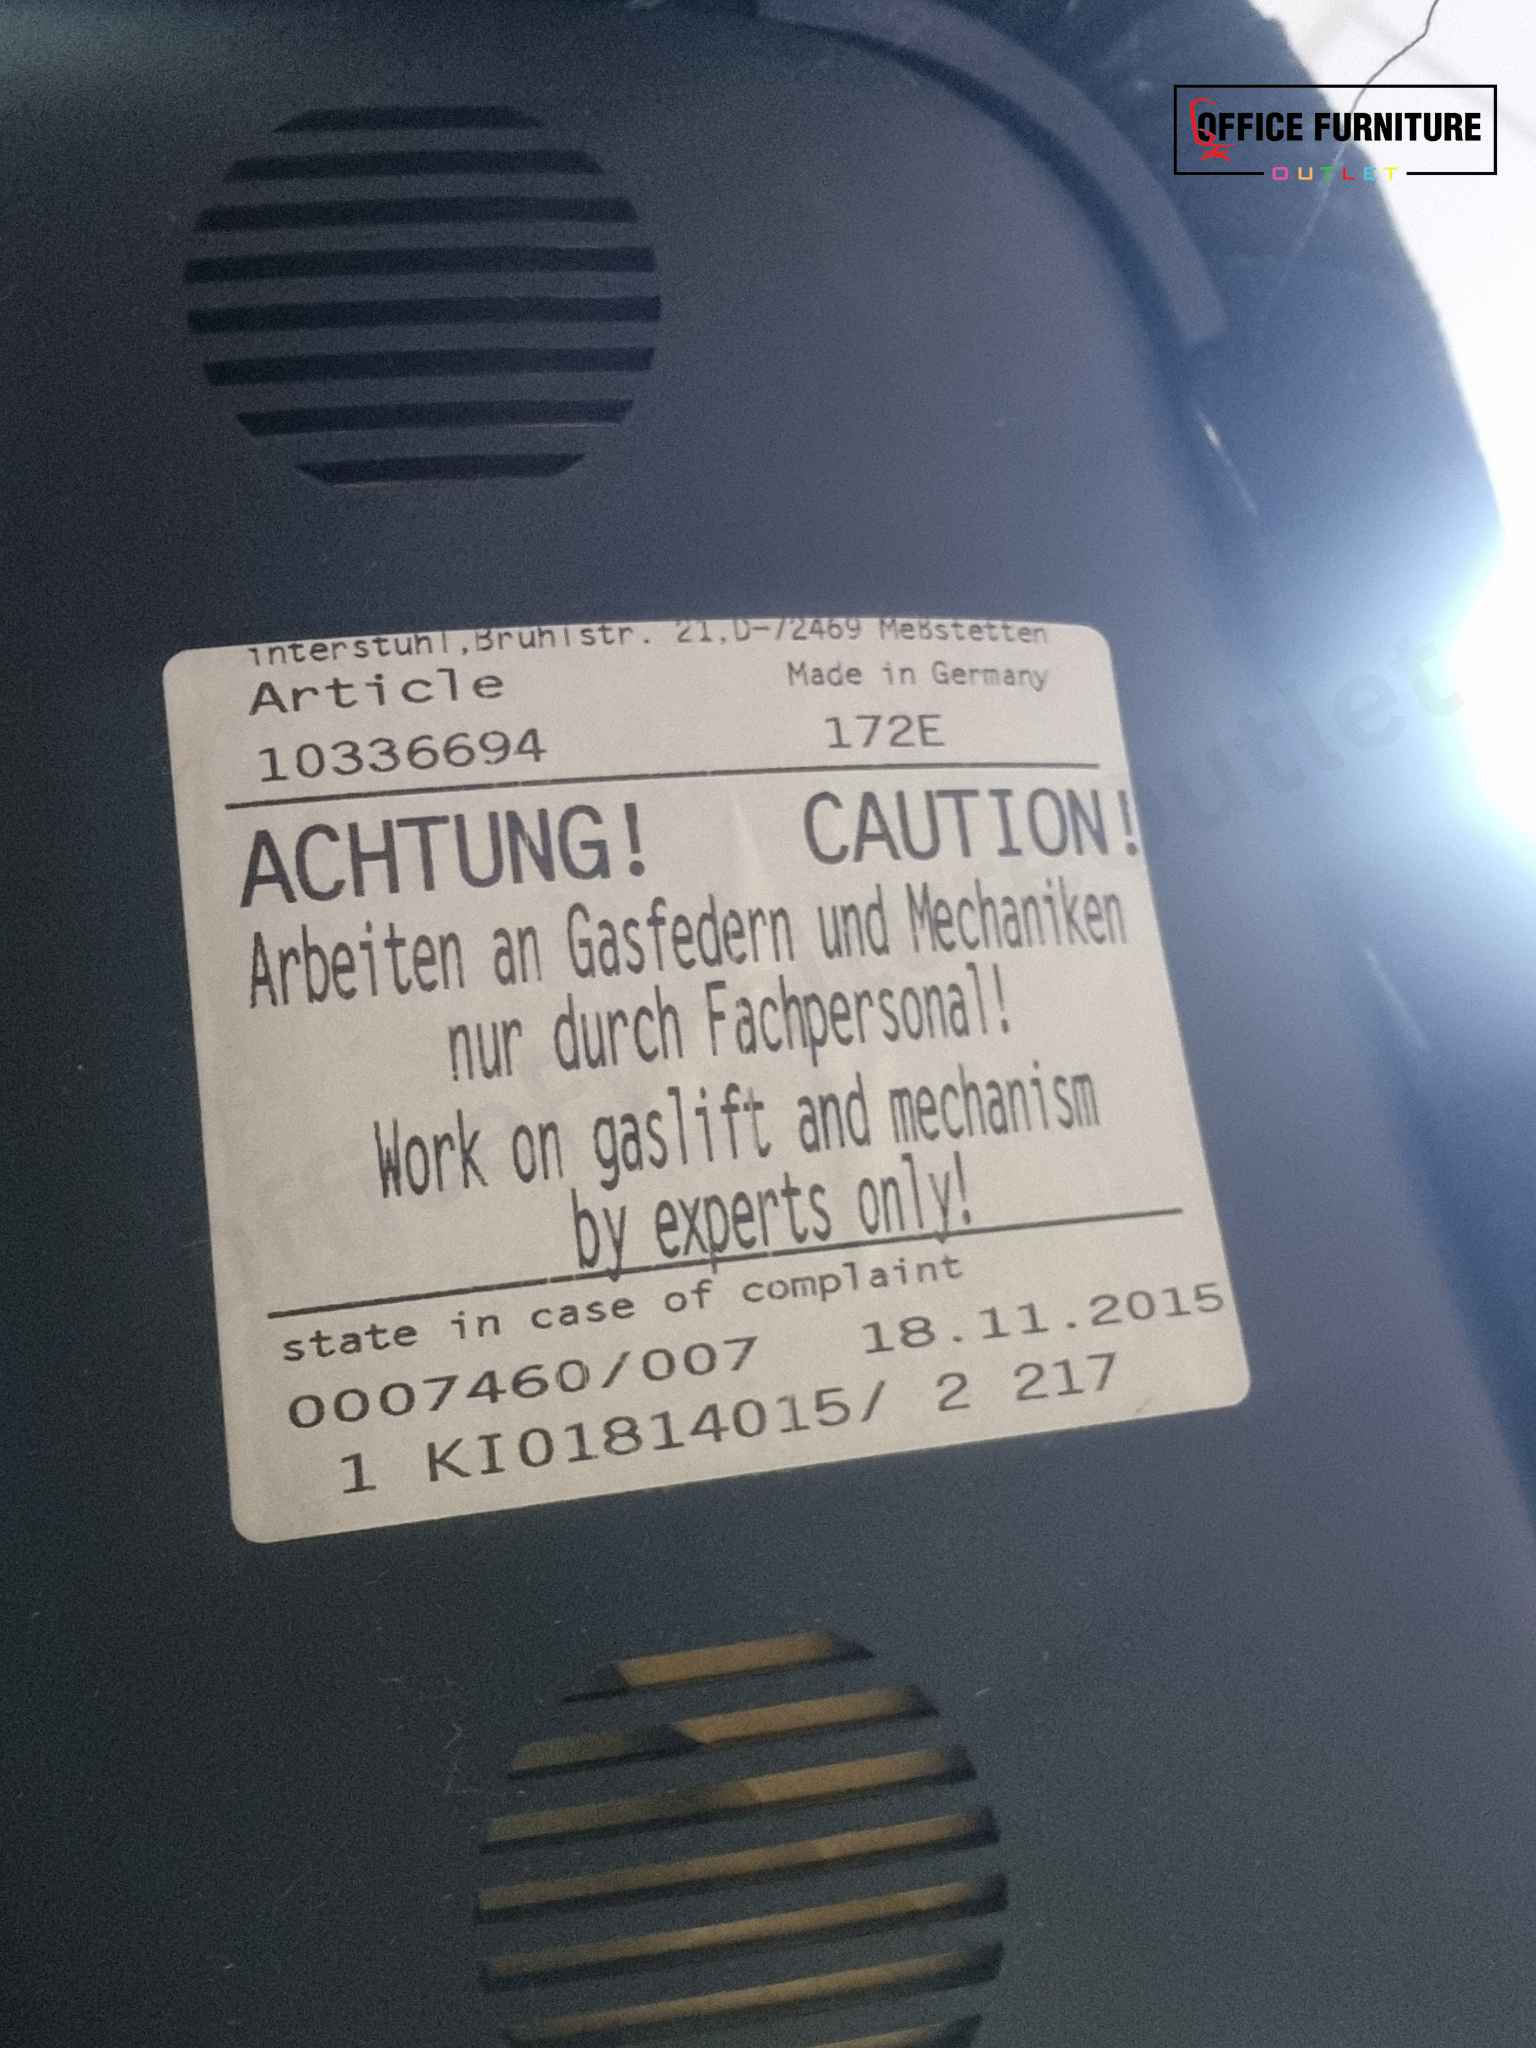 OFFICE FURNITURE
OUTLET
interstuhl,Brühlstr. 21,D-72469 Meßstetten
Article Made in Germany
10336694 172E
ACHTUNG! CAUTION!
Arbeiten an Gasfedern und Mechaniken
nur durch Fachpersonal!
Work on gaslift and mechanism
by experts only!
state in case of complaint
0007460/007 18.11.2015
1 KI01814015/ 2 217